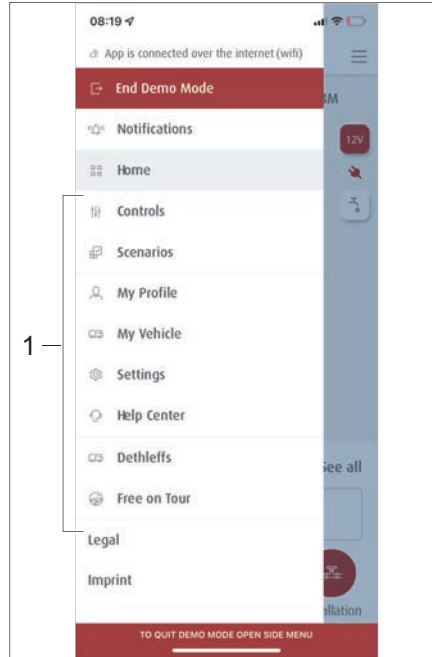 08:19
App is connected over the internet (wifi)
End Demo Mode
Notifications
12V
Home
1
Controls
Scenarios
My Profile
My Vehicle
Settings
Help Center
Dethleffs
See all
Free on Tour
Legal
Imprint
TO QUIT DEMO MODE OPEN SIDE MENU